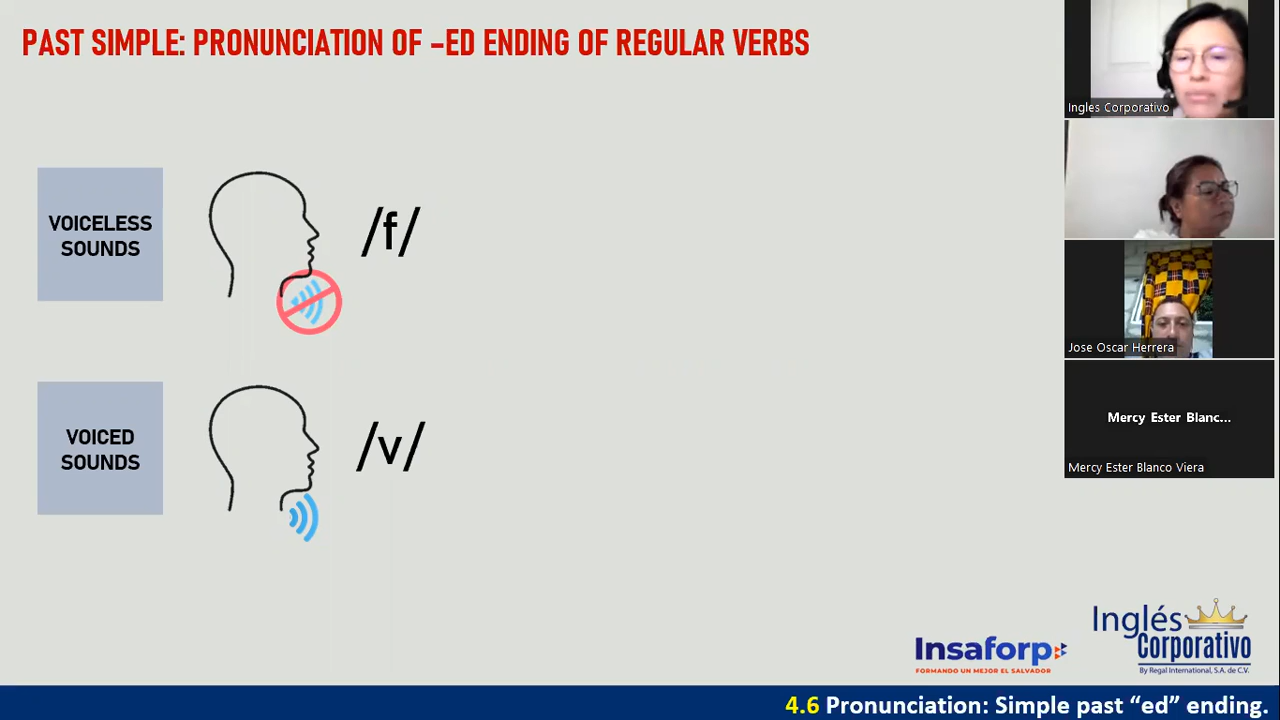 PAST SIMPLE: PRONUNCIATION OF -ED ENDING OF REGULAR VERBS
VOICELESS
SOUNDS
/f/
VOICED
SOUNDS
/v/
Ingles Corporativo
Jose Oscar Herrera
Mercy Ester Blanc...
Mercy Ester Blanco Viera
Insaforp
FORMANDO UN MEJOR EL SALVADOR
Inglés
Corporativo
By Regal International, S.A. de C.V.
4.6 Pronunciation: Simple past “ed” ending.